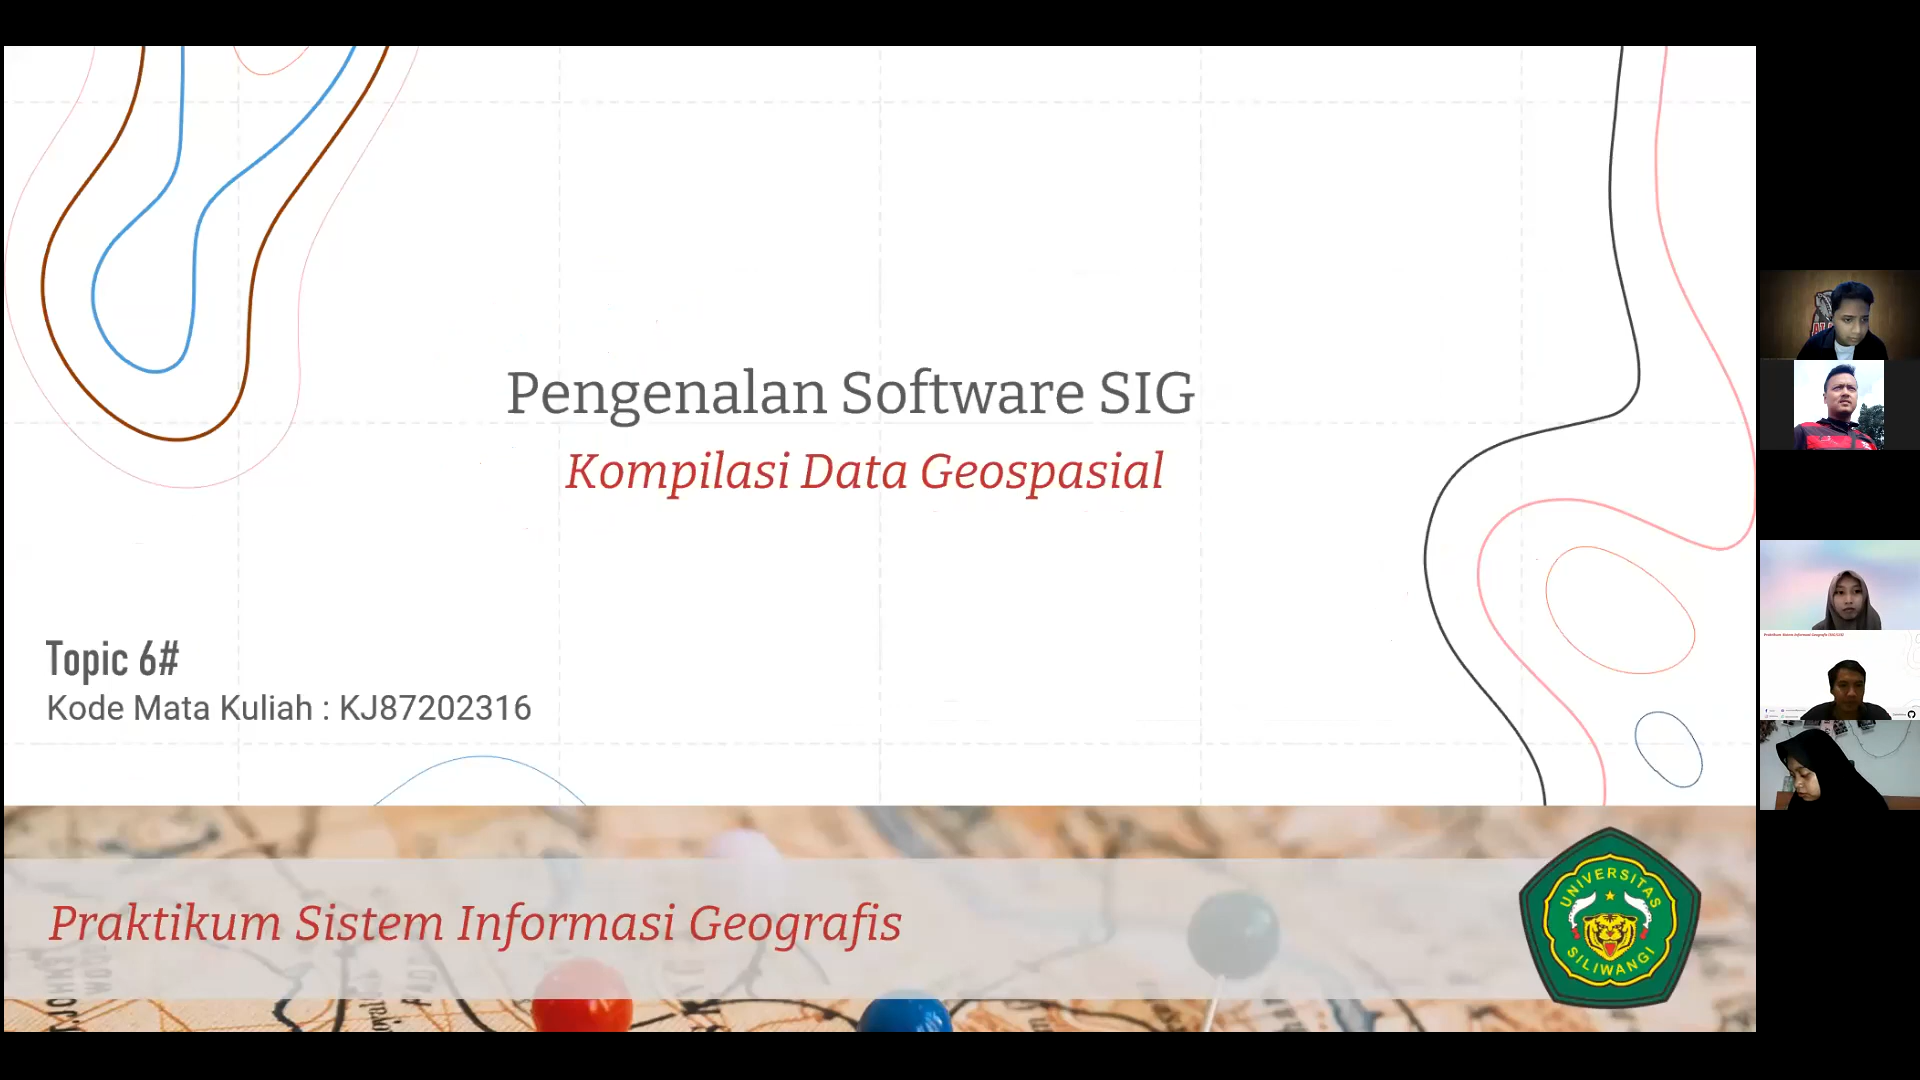 Pengenalan Software SIG
Kompilasi Data Geospasial
Topic 6#
Kode Mata Kuliah : KJ87202316
Praktikum Sistem Informasi Geografis
UNIVERSITAS
SILIWANGI